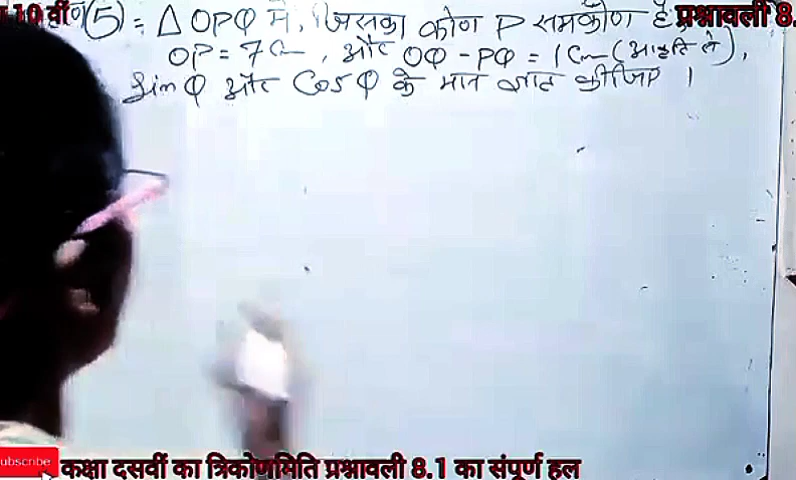 10 वीं (5) = Δ OPQ में, जिसका कोण P समकोण है, प्रश्नावली 8.
OP = 7 Cm, और OQ - PQ = 1 Cm (आकृति ले),
Sin Q और Cos Q के मान ज्ञात कीजिए ।
ubscribe कक्षा दसवीं का त्रिकोणमिति प्रश्नावली 8.1 का संपूर्ण हल